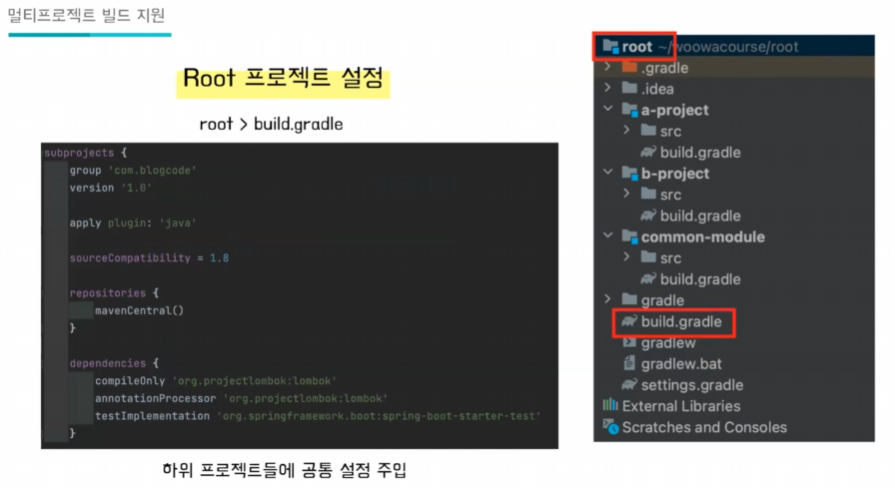 멀티프로젝트 빌드 지원
Root 프로젝트 설정
root > build.gradle
subprojects {
group 'com.blogcode'
version '1.0'
apply plugin: 'java'
sourceCompatibility = 1.8
repositories {
mavenCentral()
}
dependencies {
compileOnly 'org.projectlombok:lombok'
annotationProcessor 'org.projectlombok:lombok'
testImplementation 'org.springframework.boot:spring-boot-starter-test'
}
하위 프로젝트들에 공통 설정 주입
root ~/woowacourse/root
.gradle
.idea
a-project
src
build.gradle
b-project
src
build.gradle
common-module
src
build.gradle
gradle
build.gradle
gradlew
gradlew.bat
settings.gradle
External Libraries
Scratches and Consoles